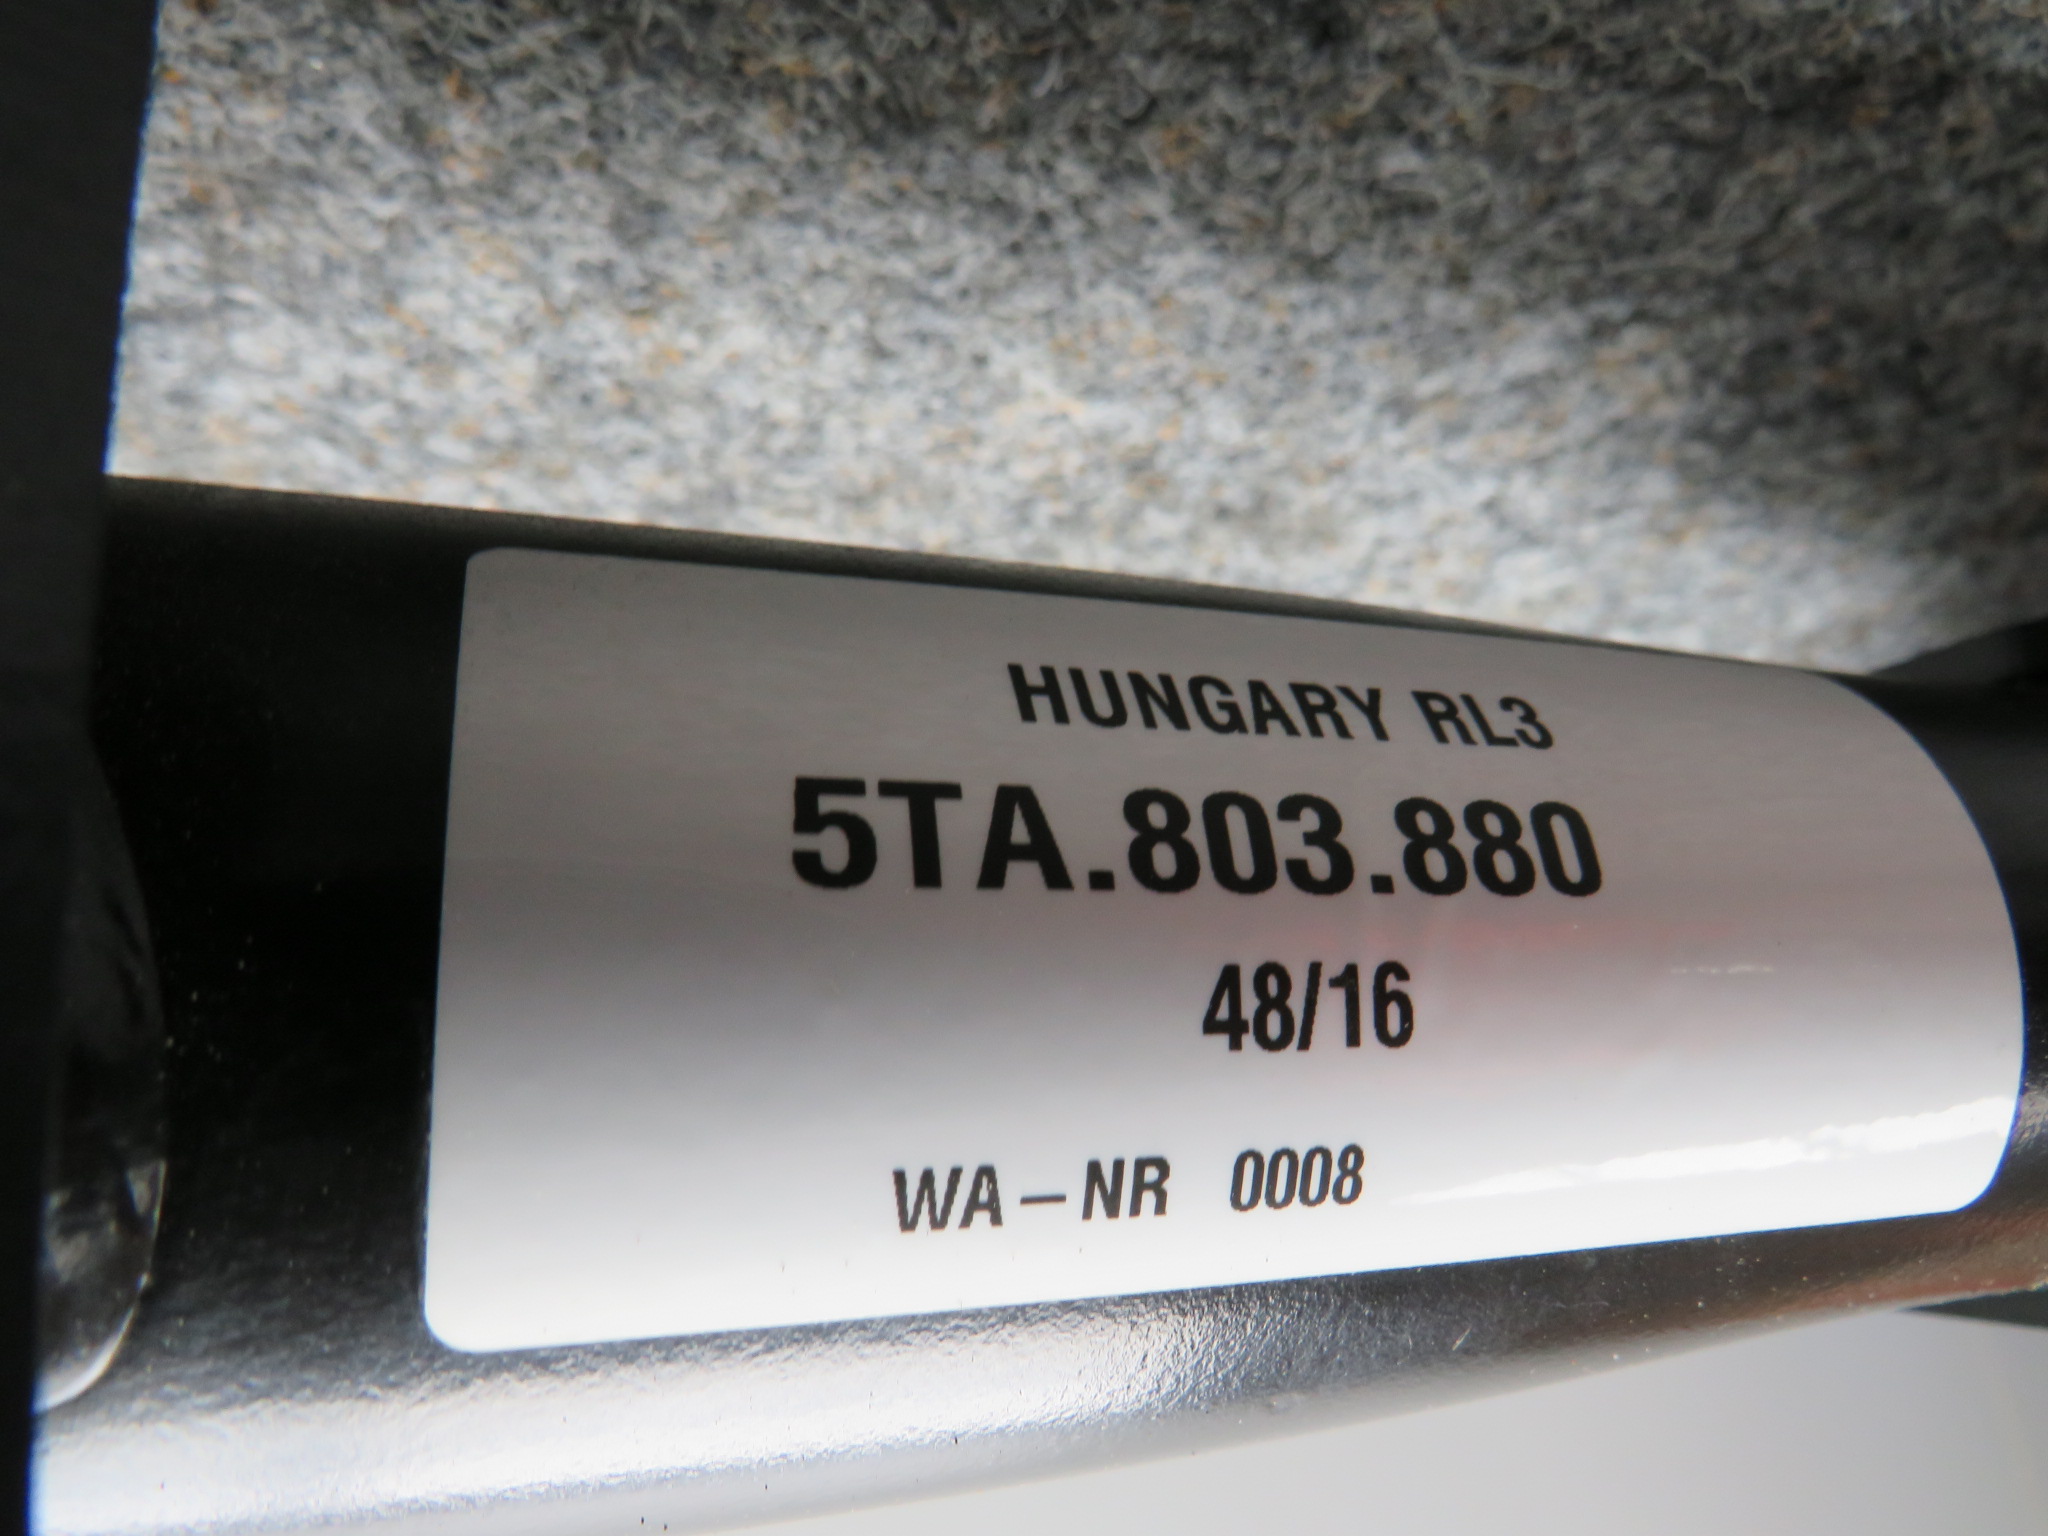 HUNGARY RL3
5TA.803.880
48/16
WA-NR 0008